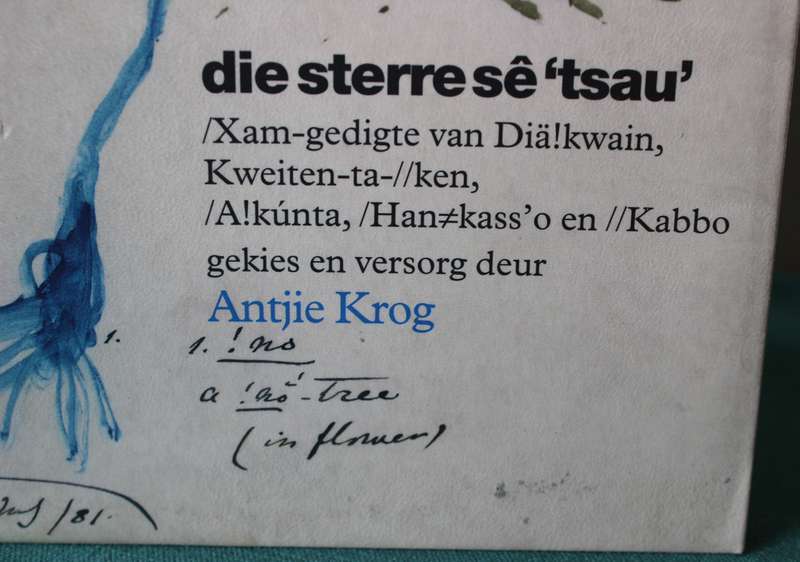 die sterre sê ‘tsau’
/Xam-gedigte van Diä!kwain,
Kweiten-ta-//ken,
/A!kúnta, /Han≠kass’o en //Kabbo
gekies en versorg deur
Antjie Krog
1.
1. !no
a !nō̆-tree
(in flower)
/81.